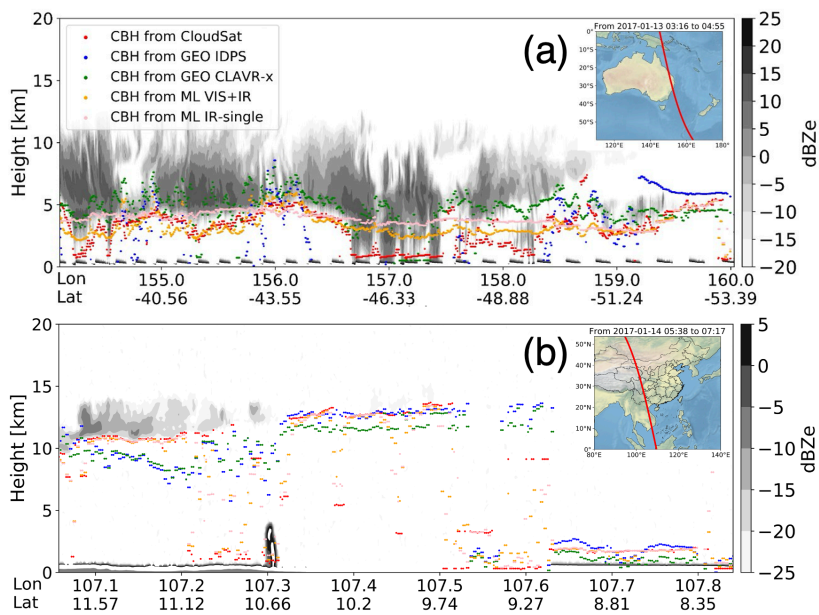 20
15
10
5
0
Height [km]
CBH from CloudSat
CBH from GEO IDPS
CBH from GEO CLAVR-x
CBH from ML VIS+IR
CBH from ML IR-single
(a)
From 2017-01-13 03:16 to 04:55
0°
10°S
20°S
30°S
40°S
50°S
120°E 140°E 160°E 180°
25
20
15
10
5
0
−5
−10
−15
−20
dBZe
Lon 155.0 156.0 157.0 158.0 159.0 160.0
Lat -40.56 -43.55 -46.33 -48.88 -51.24 -53.39
20
15
10
5
0
Height [km]
(b)
From 2017-01-14 05:38 to 07:17
50°N
40°N
30°N
20°N
10°N
0°
80°E 100°E 120°E 140°E
5
0
−5
−10
−15
−20
−25
dBZe
Lon 107.1 107.2 107.3 107.4 107.5 107.6 107.7 107.8
Lat 11.57 11.12 10.66 10.2 9.74 9.27 8.81 8.35